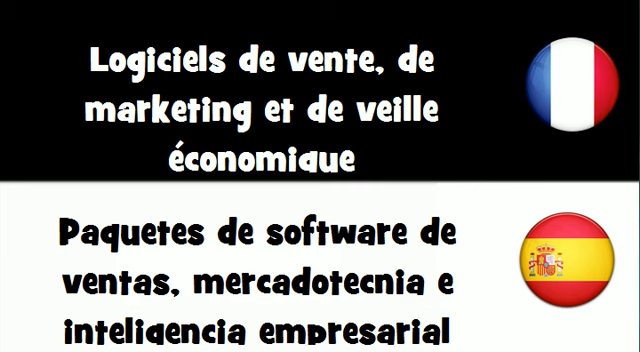 Logiciels de vente, de
marketing et de veille
économique
Paquetes de software de
ventas, mercadotecnia e
inteligencia empresarial